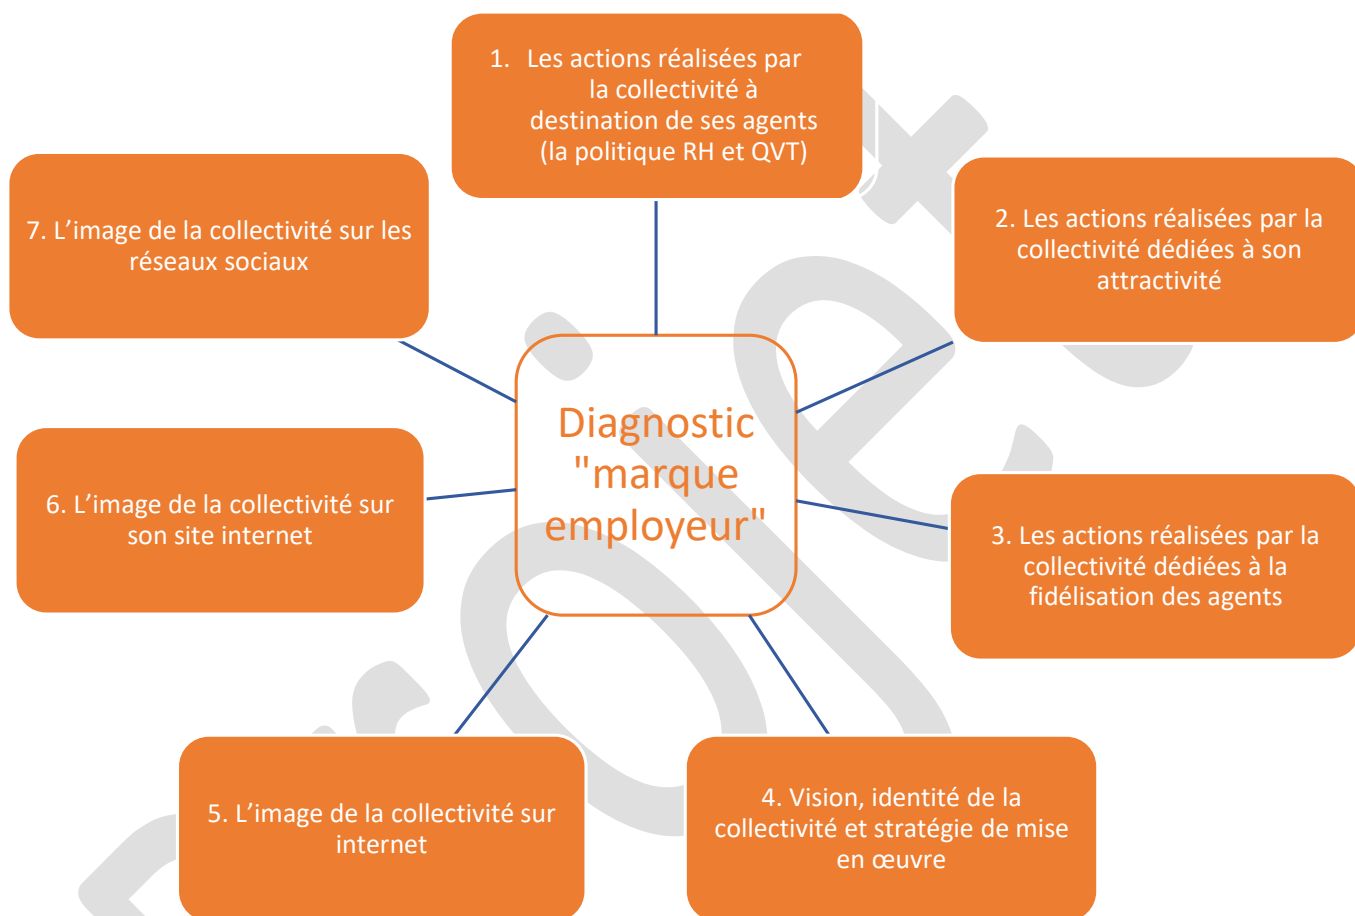 1. Les actions réalisées par
la collectivité à
destination de ses agents
(la politique RH et QVT)
2. Les actions réalisées par la
collectivité dédiées à son
attractivité
3. Les actions réalisées par la
collectivité dédiées à la
fidélisation des agents
4. Vision, identité de la
collectivité et stratégie de mise
en œuvre
5. L’image de la collectivité sur
internet
6. L’image de la collectivité sur
son site internet
7. L’image de la collectivité sur les
réseaux sociaux
Diagnostic
"marque
employeur"
Projet